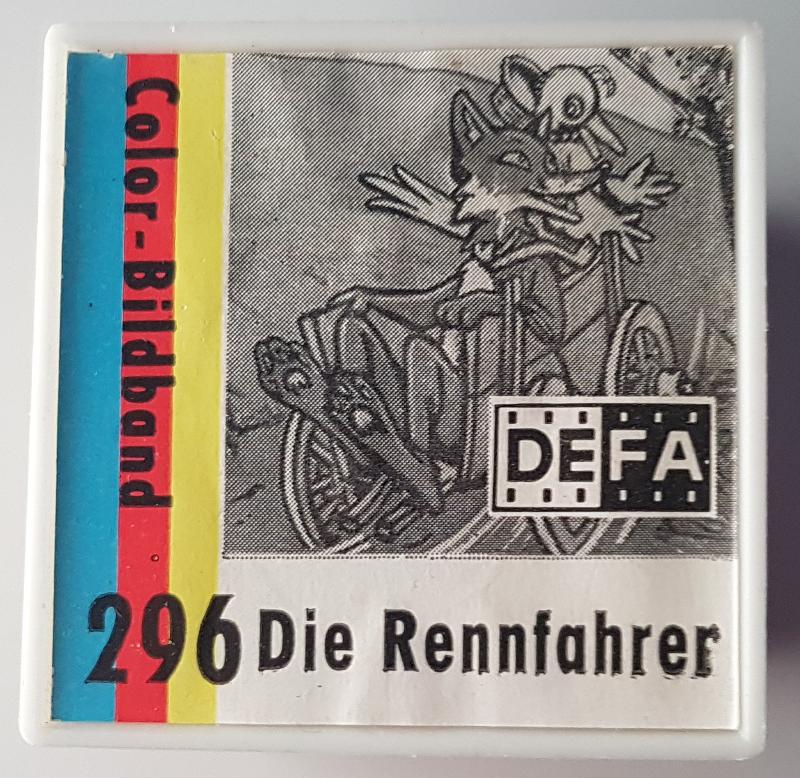 Color-Bildband
DEFA
296 Die Rennfahrer